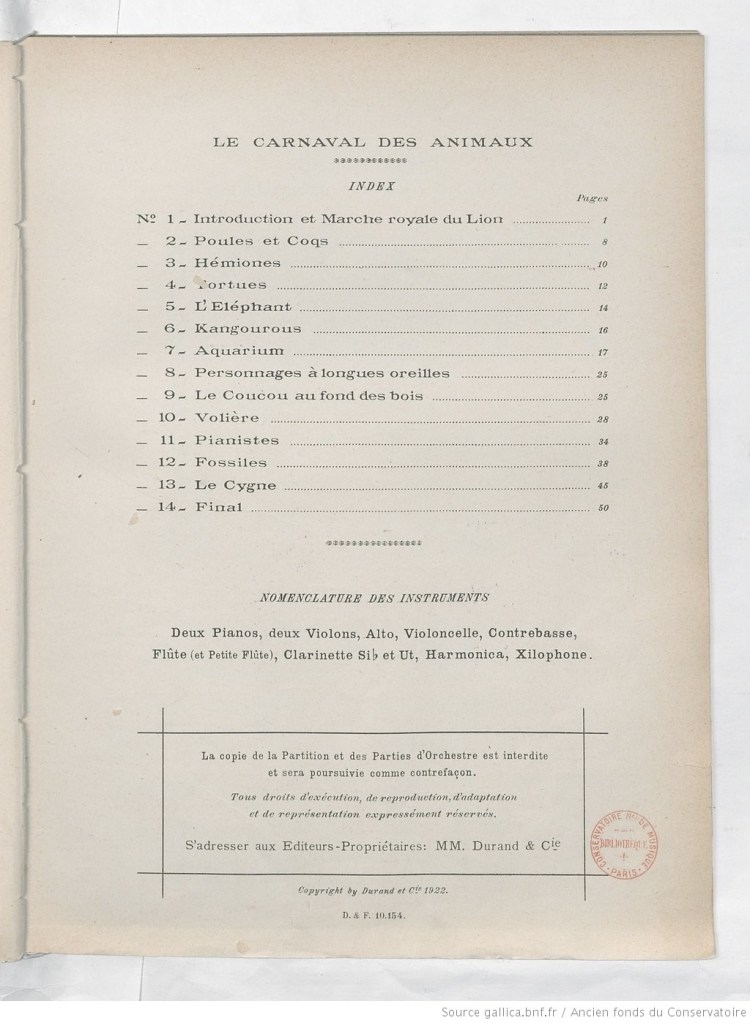 LE CARNAVAL DES ANIMAUX
INDEX
Pages
Nº 1 - Introduction et Marche royale du Lion 1
— 2 - Poules et Coqs 8
— 3 - Hémiones 10
— 4 - Tortues 12
— 5 - L'Eléphant 14
— 6 - Kangourous 16
— 7 - Aquarium 17
— 8 - Personnages à longues oreilles 25
— 9 - Le Coucou au fond des bois 25
— 10 - Volière 28
— 11 - Pianistes 34
— 12 - Fossiles 38
— 13 - Le Cygne 45
— 14 - Final 50
NOMENCLATURE DES INSTRUMENTS
Deux Pianos, deux Violons, Alto, Violoncelle, Contrebasse,
Flûte (et Petite Flûte), Clarinette Si♭ et Ut, Harmonica, Xilophone.
La copie de la Partition et des Parties d'Orchestre est interdite
et sera poursuivie comme contrefaçon.
Tous droits d'exécution, de reproduction, d'adaptation
et de représentation expressément réservés.
S'adresser aux Editeurs-Propriétaires: MM. Durand & Cie
CONSERVATOIRE Nal DE MUSIQUE
BIBLIOTHÈQUE
PARIS
Copyright by Durand et Cie 1922.
D. & F. 10,154.
Source gallica.bnf.fr / Ancien fonds du Conservatoire